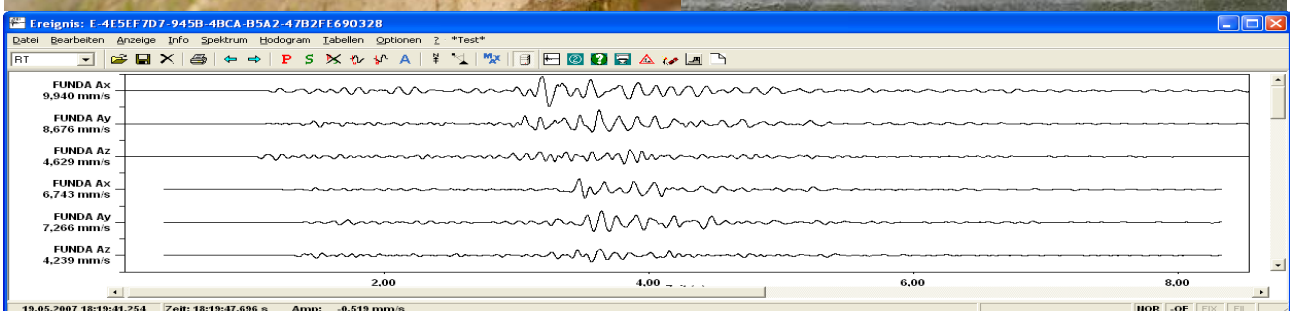 Ereignis: E-4E5EF7D7-945B-4BCA-B5A2-47B2FE690328
Datei Bearbeiten Anzeige Info Spektrum Hodogram Tabellen Optionen ? *Test*
RT P S A
FUNDA Ax
9,940 mm/s
FUNDA Ay
8,676 mm/s
FUNDA Az
4,629 mm/s
FUNDA Ax
6,743 mm/s
FUNDA Ay
7,266 mm/s
FUNDA Az
4,239 mm/s
2,00 4,00 6,00 8,00
19.05.2007 18:19:41.254 Zeit: 18:19:47.696 s Amp: -0.519 mm/s NOR -OF FIX FIL